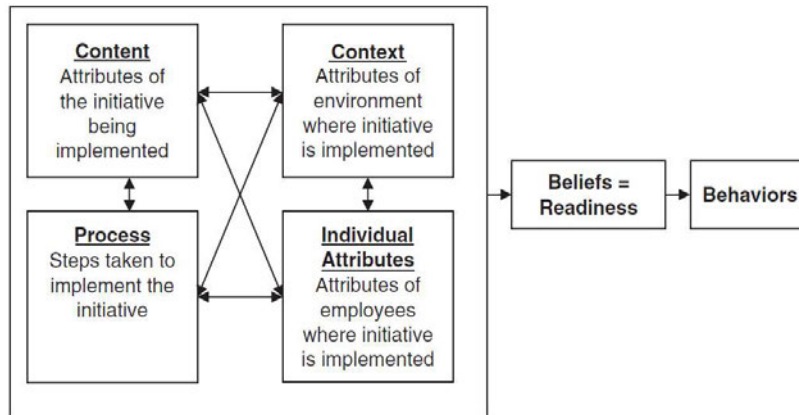 Content
Attributes of
the initiative
being
implemented
Context
Attributes of
environment
where initiative
is implemented
Process
Steps taken to
implement the
initiative
Individual
Attributes
Attributes of
employees
where initiative
is implemented
Beliefs =
Readiness
Behaviors